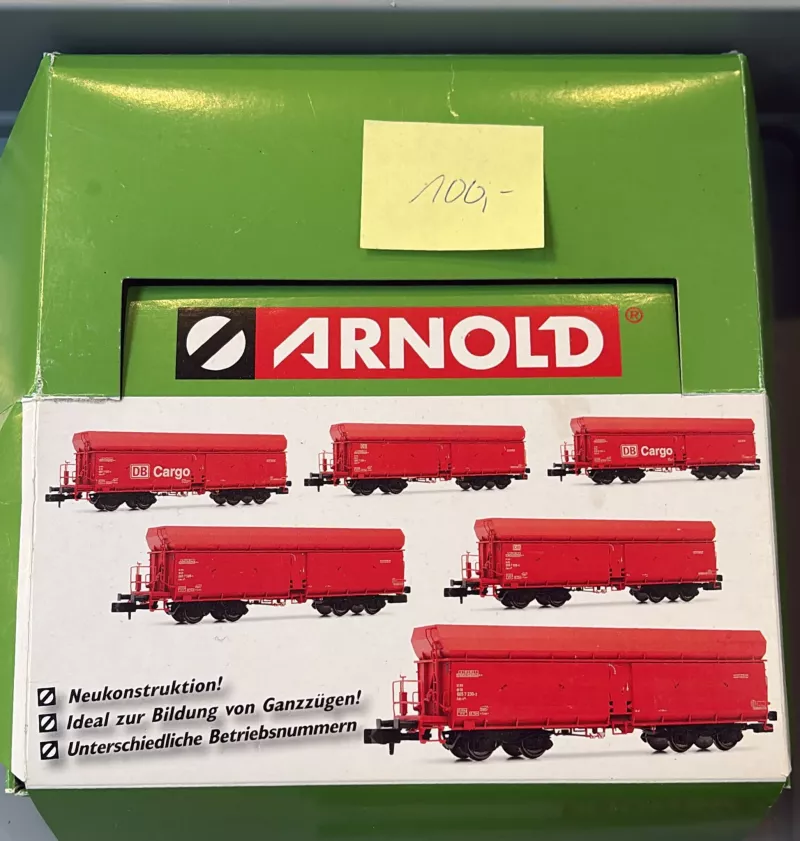 100,-
ARNOLD®
DB Cargo
DB Cargo
Neukonstruktion!
Ideal zur Bildung von Ganzzügen!
Unterschiedliche Betriebsnummern